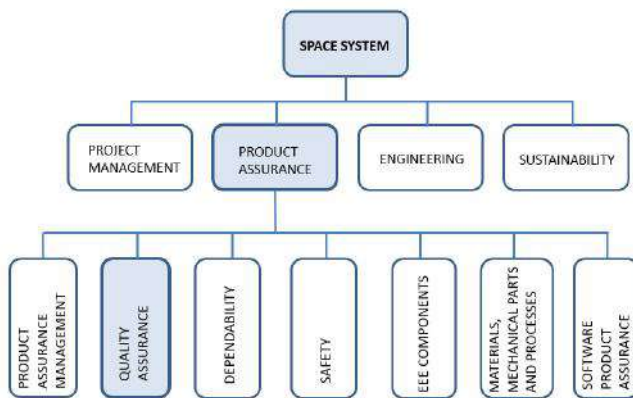 SPACE SYSTEM
PROJECT
MANAGEMENT
PRODUCT
ASSURANCE
ENGINEERING
SUSTAINABILITY
PRODUCT
ASSURANCE
MANAGEMENT
QUALITY
ASSURANCE
DEPENDABILITY
SAFETY
EEE COMPONENTS
MATERIALS,
MECHANICAL PARTS
AND PROCESSES
SOFTWARE
PRODUCT
ASSURANCE